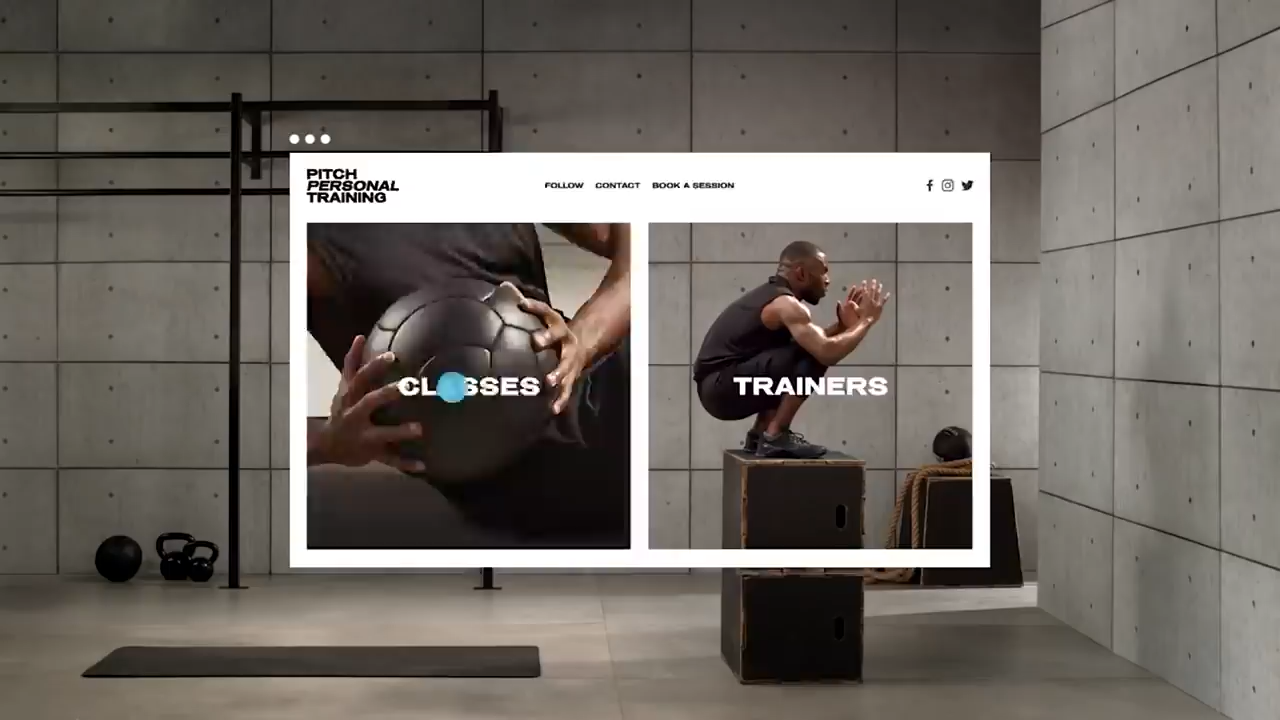 PITCH
PERSONAL
TRAINING
FOLLOW CONTACT BOOK A SESSION
CLASSES
TRAINERS